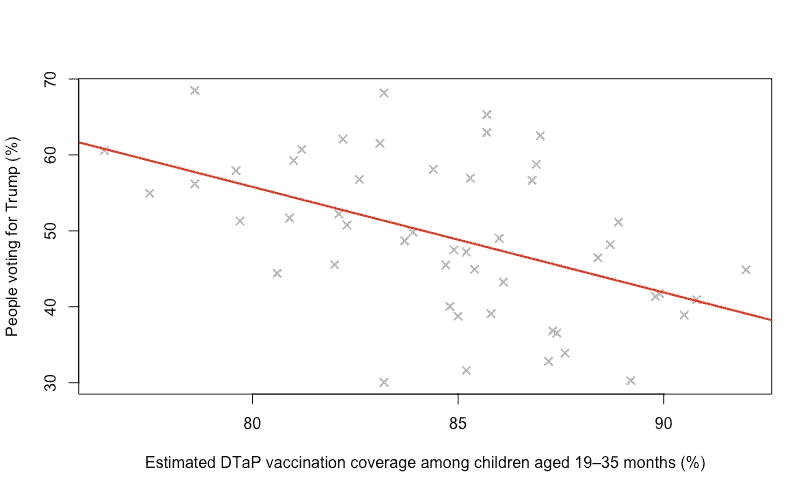 70
60
50
40
30
People voting for Trump (%)
80 85 90
Estimated DTaP vaccination coverage among children aged 19–35 months (%)